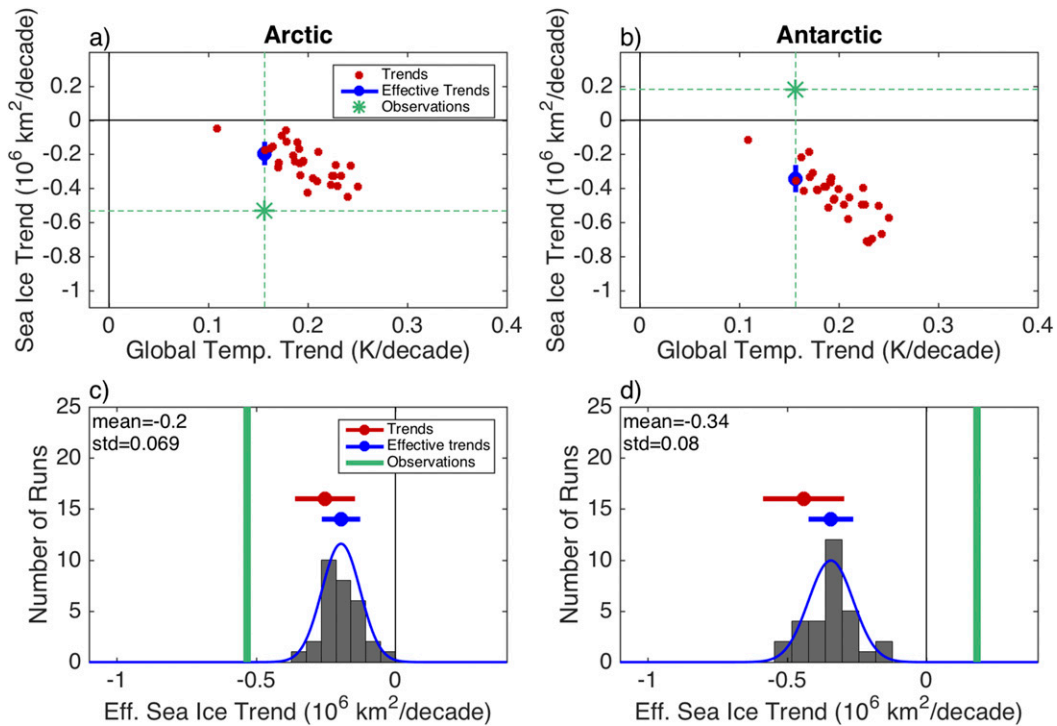 Arctic
Antarctic
a)
b)
Sea Ice Trend (10⁶ km²/decade)
0.2
0
-0.2
-0.4
-0.6
-0.8
-1
Trends
Effective Trends
Observations
0 0.1 0.2 0.3 0.4
Global Temp. Trend (K/decade)
Sea Ice Trend (10⁶ km²/decade)
0.2
0
-0.2
-0.4
-0.6
-0.8
-1
0 0.1 0.2 0.3 0.4
Global Temp. Trend (K/decade)
c)
Number of Runs
25
20
15
10
5
0
mean=-0.2
std=0.069
Trends
Effective trends
Observations
-1 -0.5 0
Eff. Sea Ice Trend (10⁶ km²/decade)
d)
Number of Runs
25
20
15
10
5
0
mean=-0.34
std=0.08
-1 -0.5 0
Eff. Sea Ice Trend (10⁶ km²/decade)